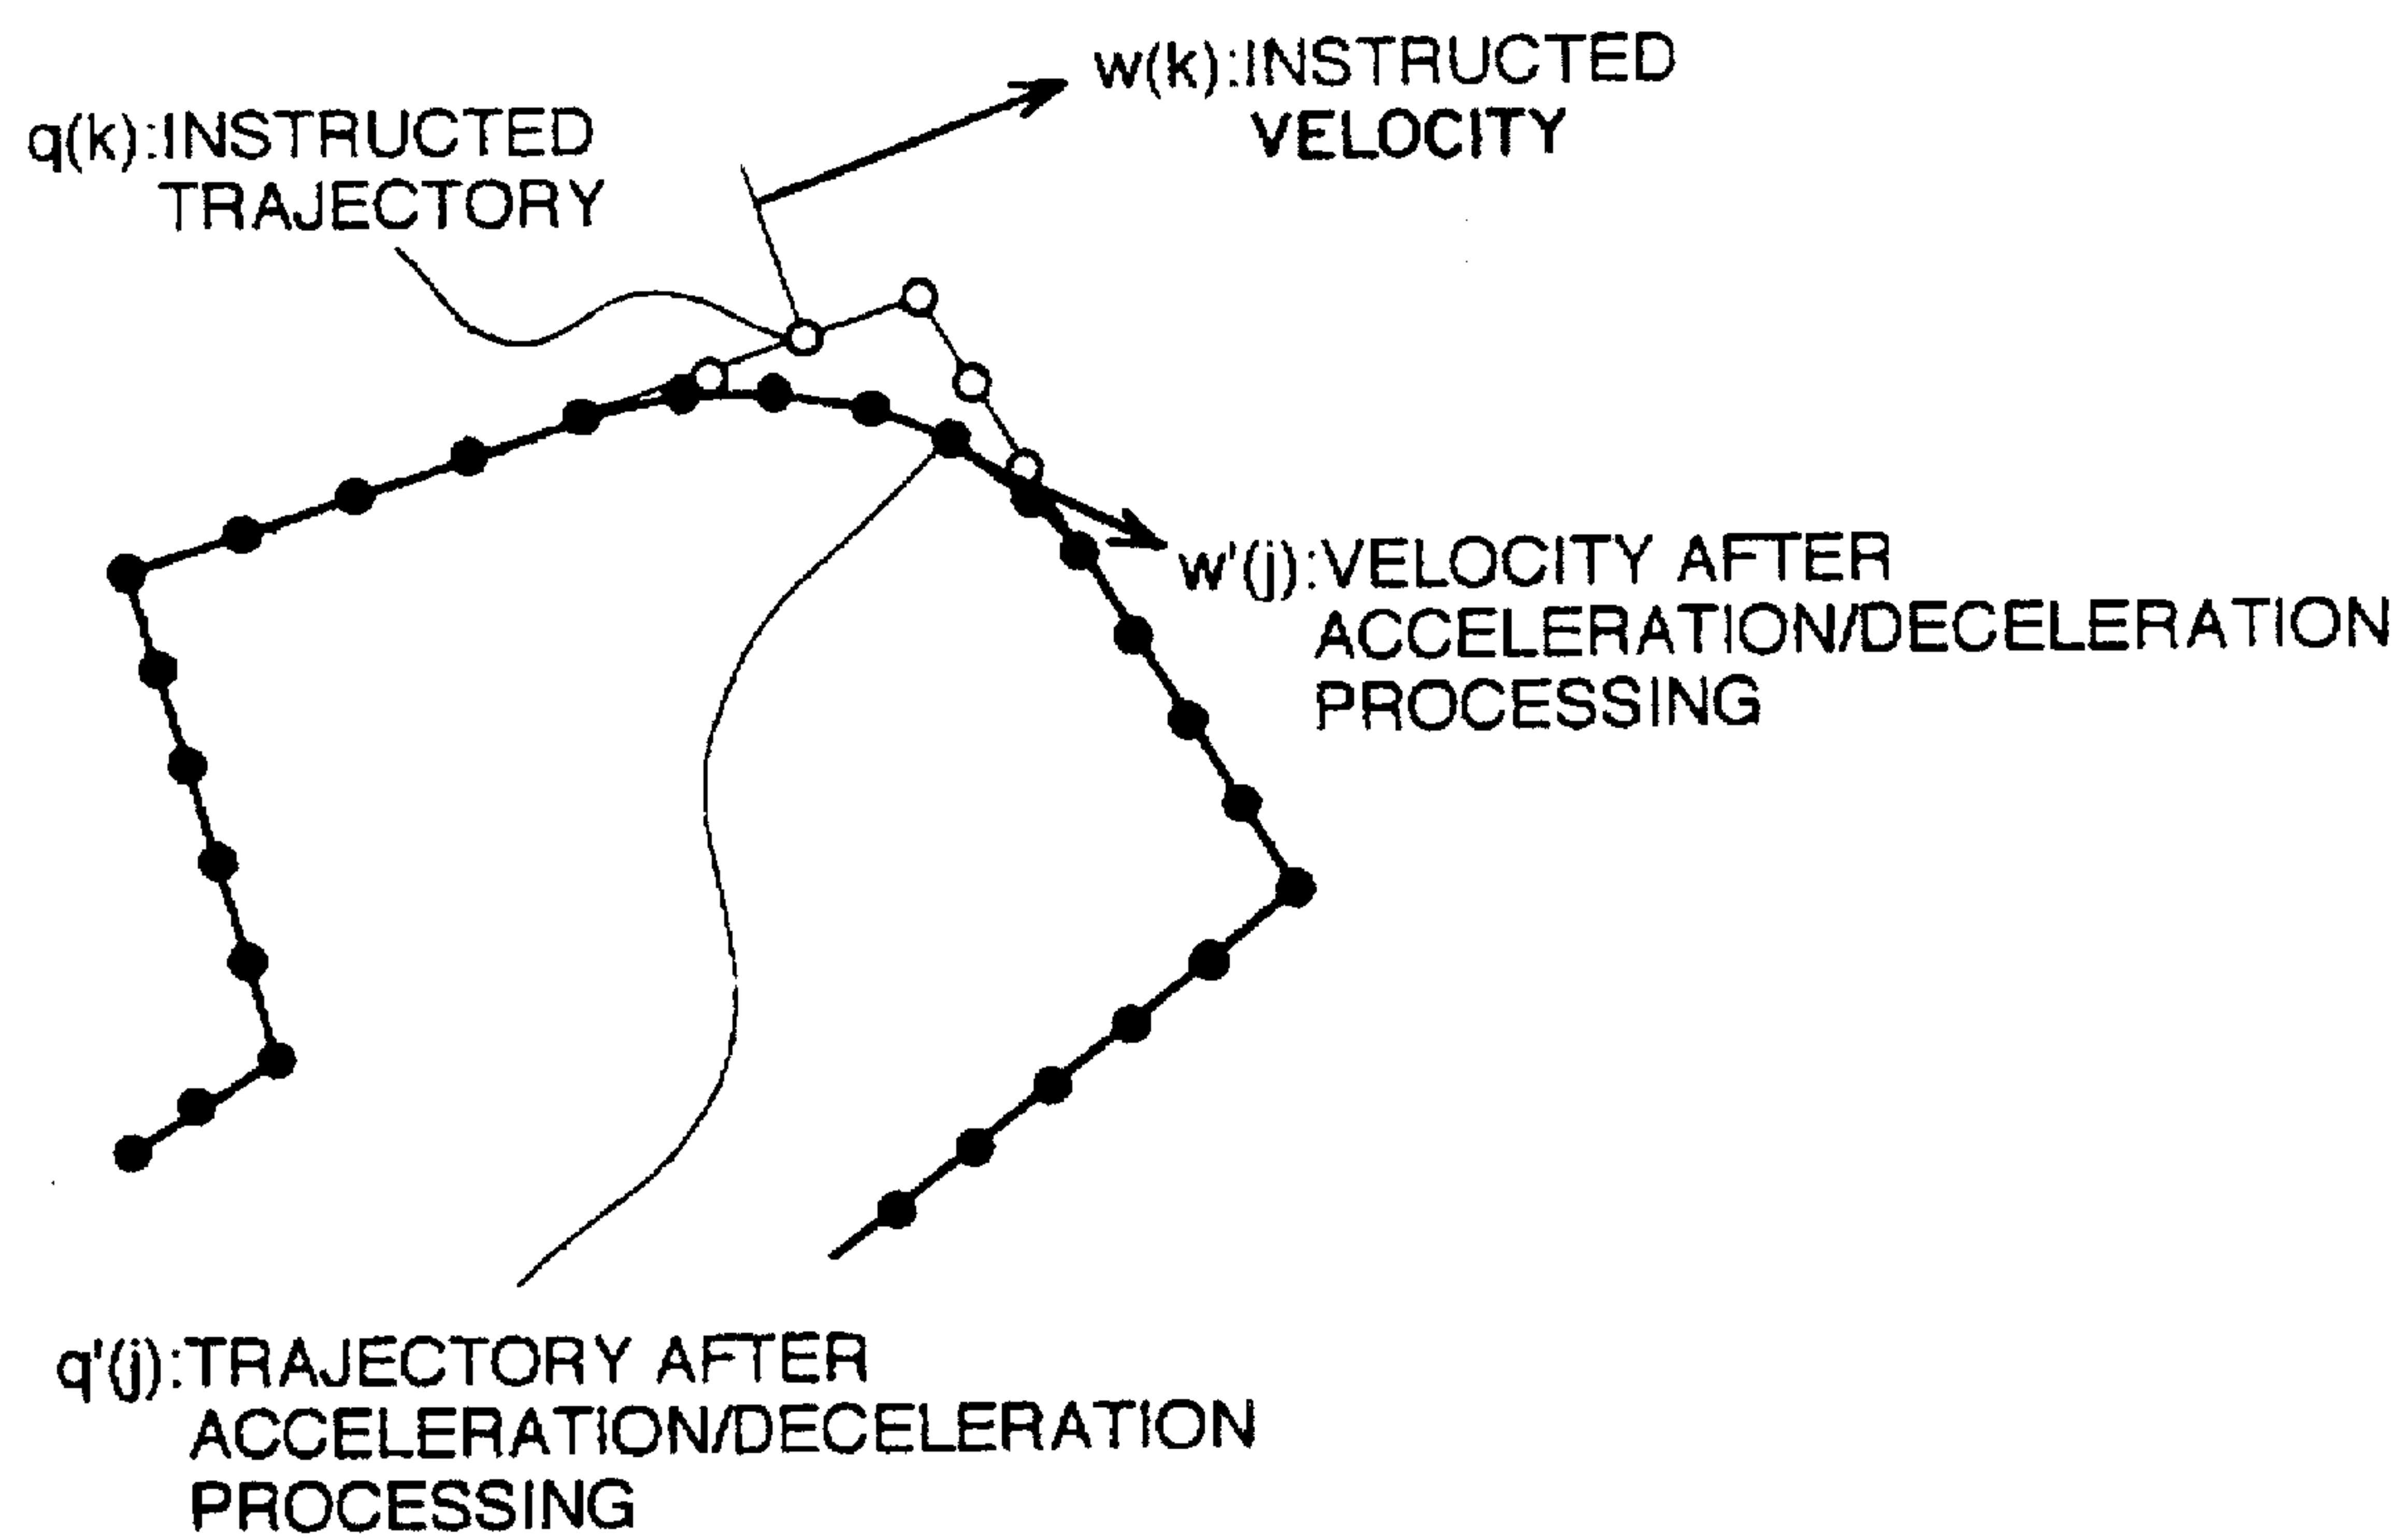 w(k):INSTRUCTED
VELOCITY
q(k):INSTRUCTED
TRAJECTORY
w'(j):VELOCITY AFTER
ACCELERATION/DECELERATION
PROCESSING
q'(j):TRAJECTORY AFTER
ACCELERATION/DECELERATION
PROCESSING